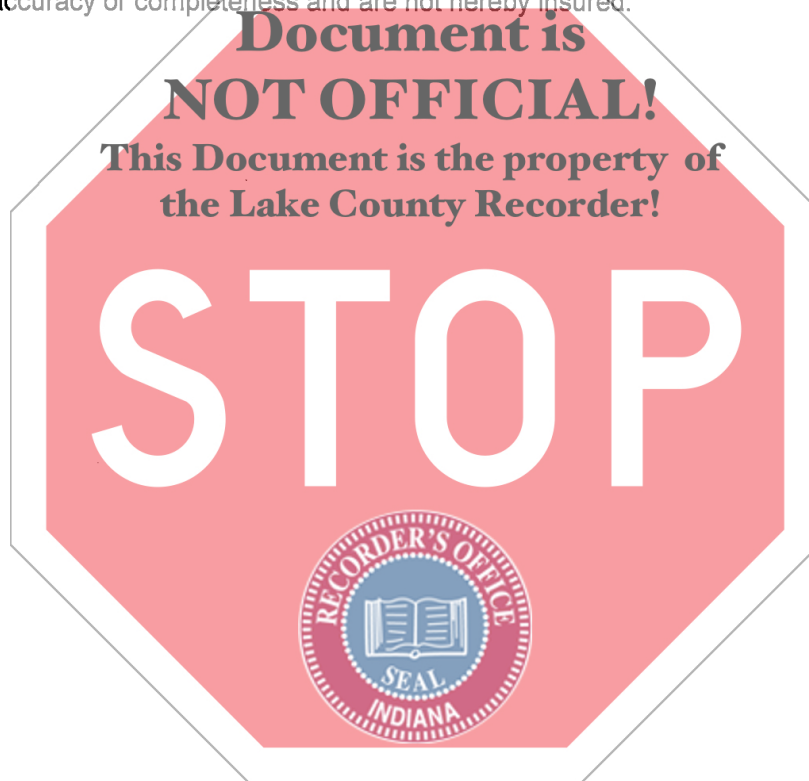 accuracy or completeness and are not hereby insured.
Document is
NOT OFFICIAL!
This Document is the property of
the Lake County Recorder!
STOP
RECORDER'S OFFICE
SEAL
INDIANA